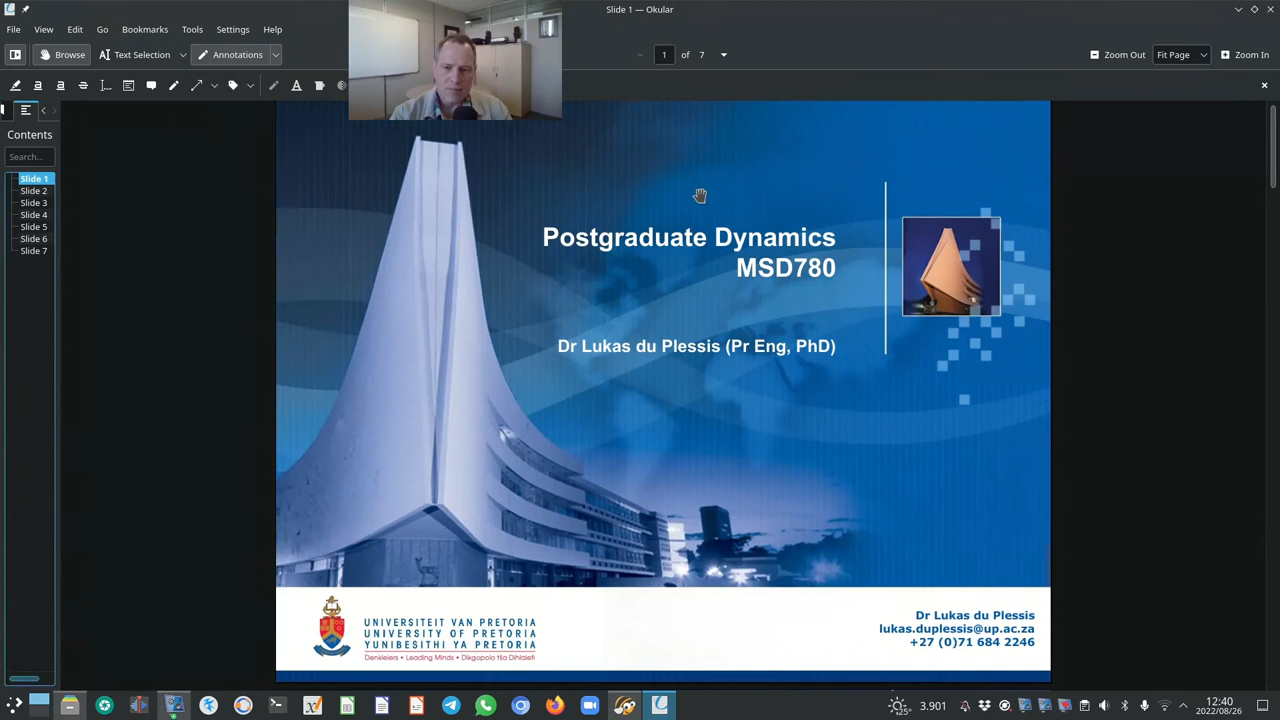 Slide 1 — Okular
File View Edit Go Bookmarks Tools Settings Help
Browse Text Selection Annotations 1 of 7 Zoom Out Fit Page Zoom In
Contents
Search...
Slide 1
Slide 2
Slide 3
Slide 4
Slide 5
Slide 6
Slide 7
Postgraduate Dynamics
MSD780
Dr Lukas du Plessis (Pr Eng, PhD)
UNIVERSITEIT VAN PRETORIA
UNIVERSITY OF PRETORIA
YUNIBESITHI YA PRETORIA
Denkleiers • Leading Minds • Dikgopolo tša Dihlalefi
Dr Lukas du Plessis
lukas.duplessis@up.ac.za
+27 (0)71 684 2246
25° 3.901 12:40
2022/08/26